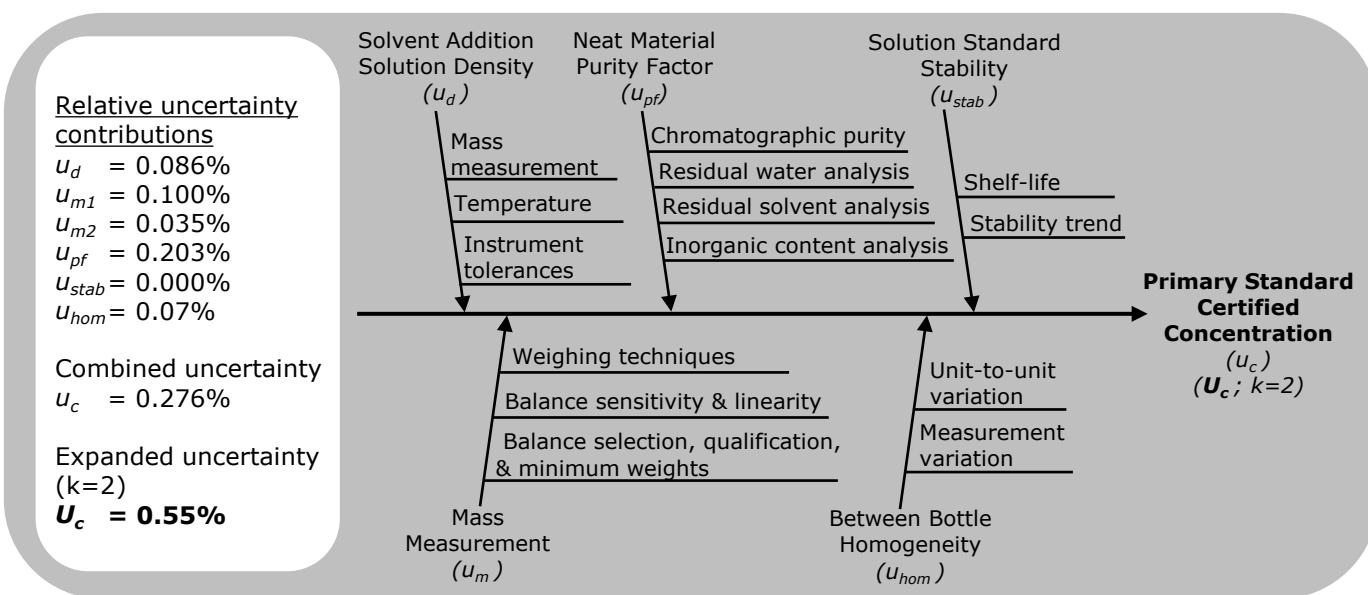 Relative uncertainty
contributions
u_d = 0.086%
u_m1 = 0.100%
u_m2 = 0.035%
u_pf = 0.203%
u_stab = 0.000%
u_hom = 0.07%
Combined uncertainty
u_c = 0.276%
Expanded uncertainty
(k=2)
U_c = 0.55%
Solvent Addition
Solution Density
(u_d)
Mass
measurement
Temperature
Instrument
tolerances
Neat Material
Purity Factor
(u_pf)
Chromatographic purity
Residual water analysis
Residual solvent analysis
Inorganic content analysis
Solution Standard
Stability
(u_stab)
Shelf-life
Stability trend
Weighing techniques
Balance sensitivity & linearity
Balance selection, qualification,
& minimum weights
Mass
Measurement
(u_m)
Unit-to-unit
variation
Measurement
variation
Between Bottle
Homogeneity
(u_hom)
Primary Standard
Certified
Concentration
(u_c)
(U_c; k=2)